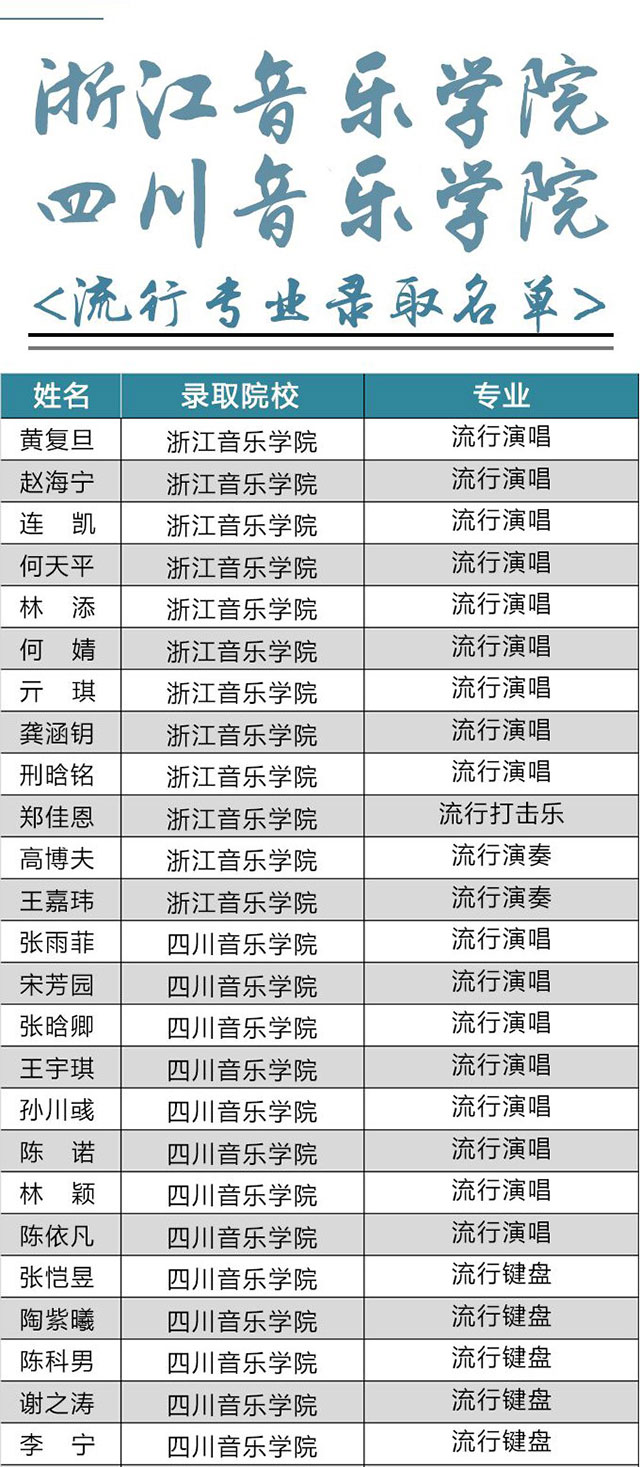 浙江音乐学院
四川音乐学院
<流行专业录取名单>
姓名 录取院校 专业
黄复旦 浙江音乐学院 流行演唱
赵海宁 浙江音乐学院 流行演唱
连 凯 浙江音乐学院 流行演唱
何天平 浙江音乐学院 流行演唱
林 添 浙江音乐学院 流行演唱
何 婧 浙江音乐学院 流行演唱
亓 琪 浙江音乐学院 流行演唱
龚涵钥 浙江音乐学院 流行演唱
刑晗铭 浙江音乐学院 流行演唱
郑佳恩 浙江音乐学院 流行打击乐
高博夫 浙江音乐学院 流行演奏
王嘉玮 浙江音乐学院 流行演奏
张雨菲 四川音乐学院 流行演唱
宋芳园 四川音乐学院 流行演唱
张晗卿 四川音乐学院 流行演唱
王宇琪 四川音乐学院 流行演唱
孙川彧 四川音乐学院 流行演唱
陈 诺 四川音乐学院 流行演唱
林 颖 四川音乐学院 流行演唱
陈依凡 四川音乐学院 流行演唱
张恺昱 四川音乐学院 流行键盘
陶紫曦 四川音乐学院 流行键盘
陈科男 四川音乐学院 流行键盘
谢之涛 四川音乐学院 流行键盘
李 宁 四川音乐学院 流行键盘